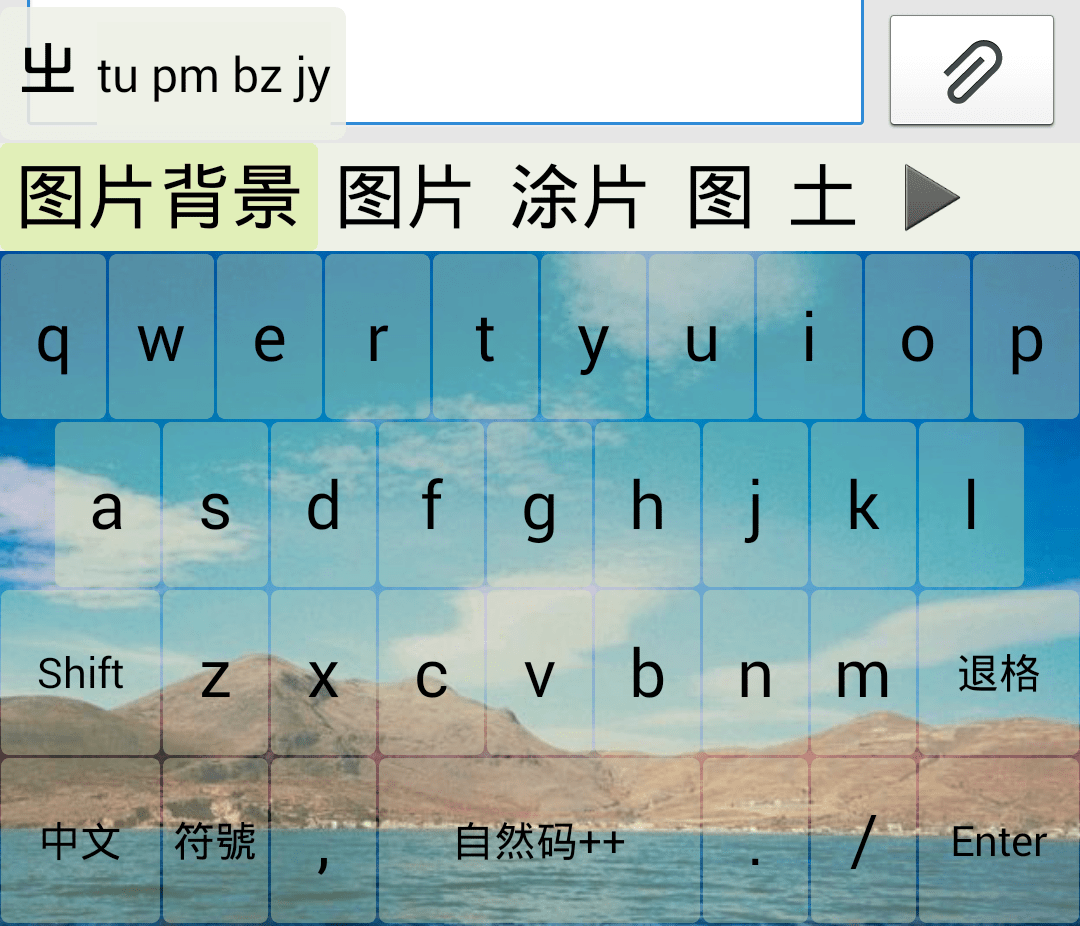 㞢 tu pm bz jy
图片背景 图片 涂片 图 土
q w e r t y u i o p
a s d f g h j k l
Shift z x c v b n m 退格
中文 符號 , 自然码++ . / Enter